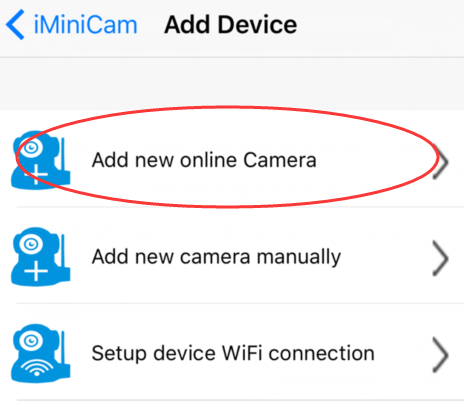 iMiniCam Add Device
Add new online Camera
Add new camera manually
Setup device WiFi connection